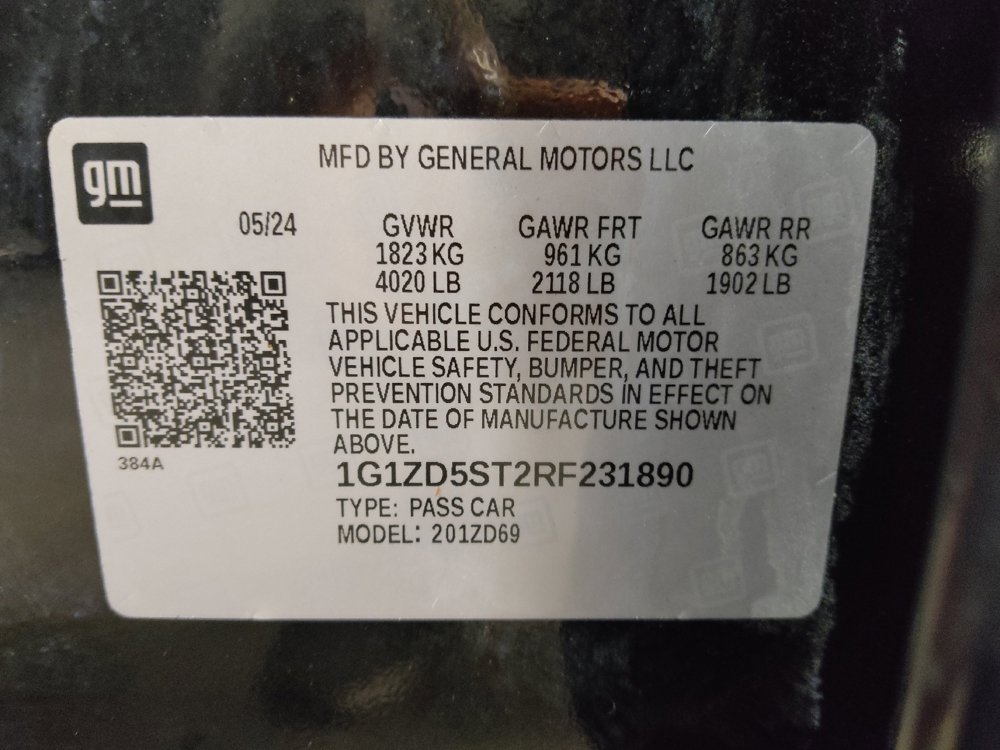 gm
MFD BY GENERAL MOTORS LLC
05/24 GVWR GAWR FRT GAWR RR
1823 KG 961 KG 863 KG
4020 LB 2118 LB 1902 LB
THIS VEHICLE CONFORMS TO ALL
APPLICABLE U.S. FEDERAL MOTOR
VEHICLE SAFETY, BUMPER, AND THEFT
PREVENTION STANDARDS IN EFFECT ON
THE DATE OF MANUFACTURE SHOWN
ABOVE.
384A
1G1ZD5ST2RF231890
TYPE: PASS CAR
MODEL: 201ZD69